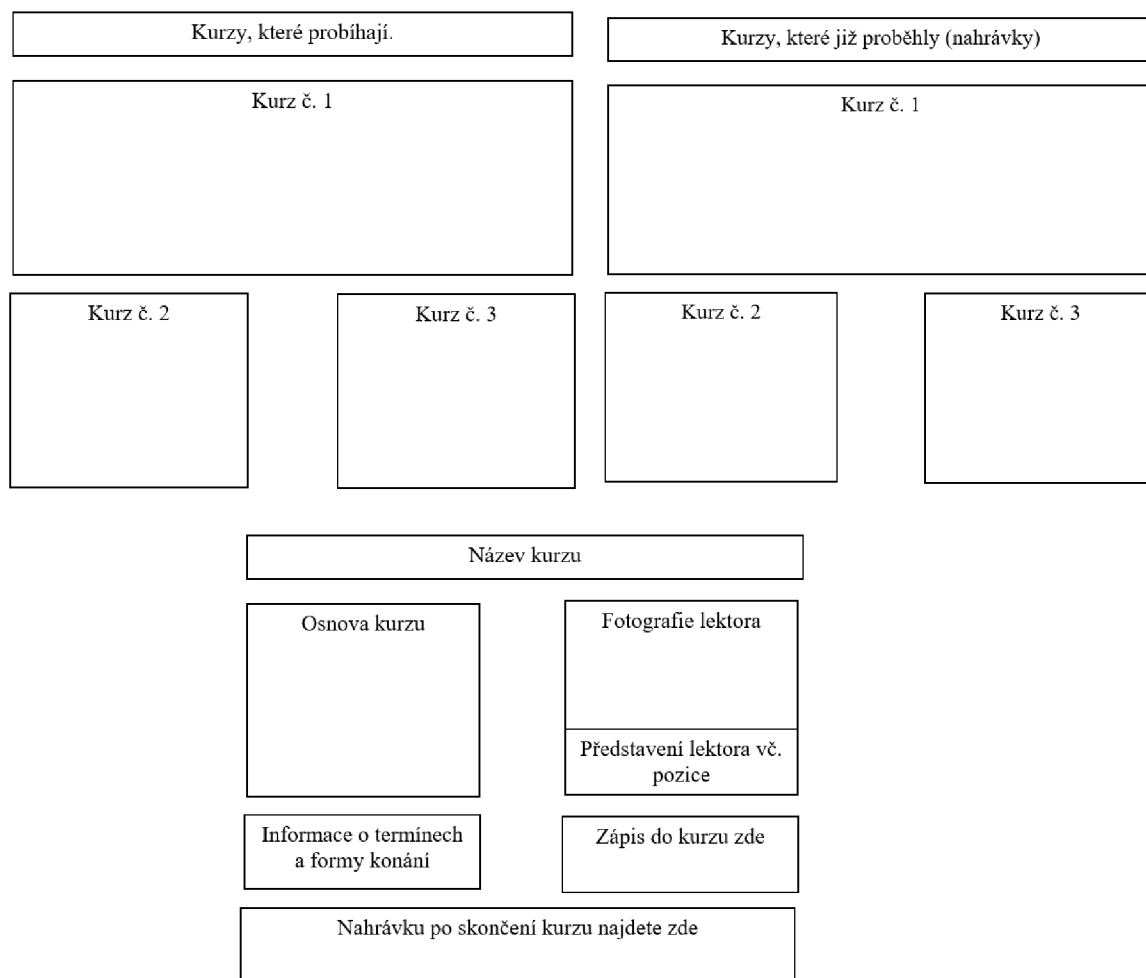 Kurzy, které probíhají.
Kurz č. 1
Kurz č. 2
Kurz č. 3
Kurzy, které již proběhly (nahrávky)
Kurz č. 1
Kurz č. 2
Kurz č. 3
Název kurzu
Osnova kurzu
Fotografie lektora
Představení lektora vč.
pozice
Informace o termínech
a formy konání
Zápis do kurzu zde
Nahrávku po skončení kurzu najdete zde